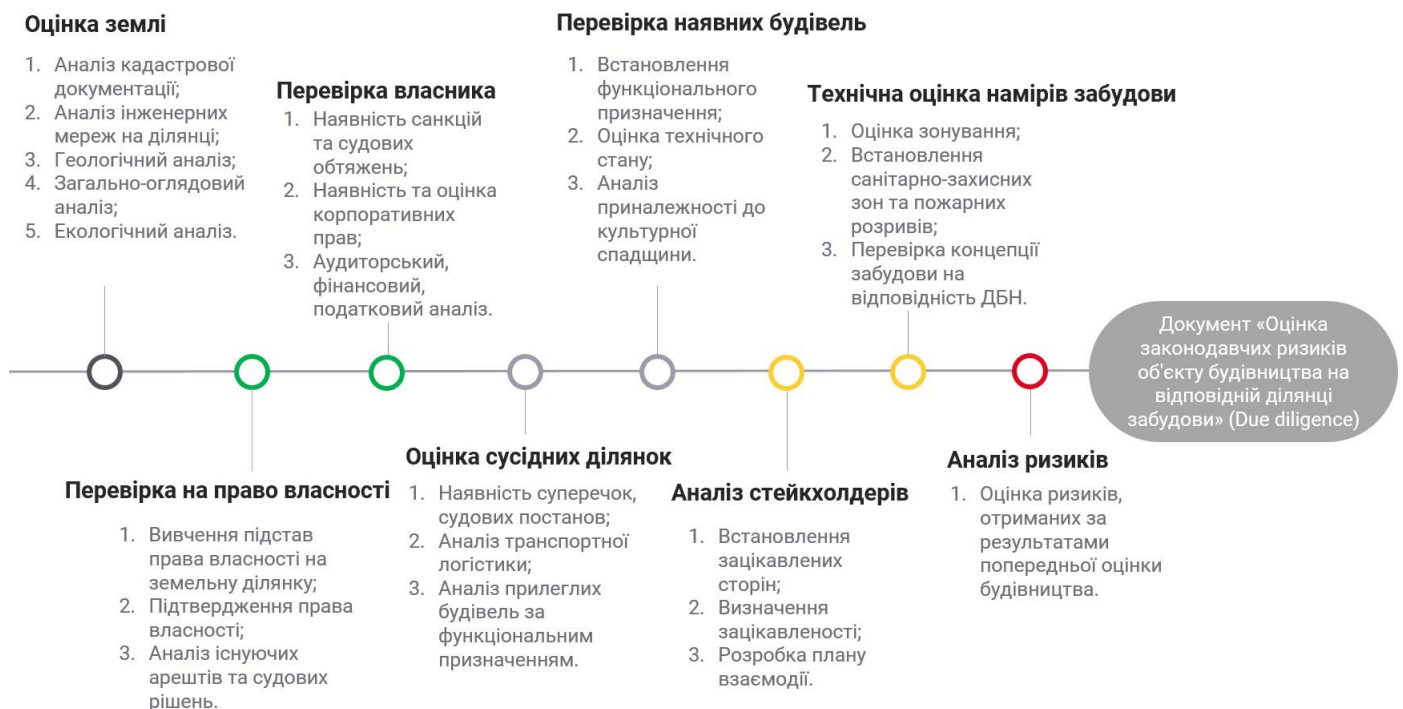 Оцінка землі
1. Аналіз кадастрової
документації;
2. Аналіз інженерних
мереж на ділянці;
3. Геологічний аналіз;
4. Загально-оглядовий
аналіз;
5. Екологічний аналіз.
Перевірка на право власності
1. Вивчення підстав
права власності на
земельну ділянку;
2. Підтвердження права
власності;
3. Аналіз існуючих
арештів та судових
рішень.
Перевірка власника
1. Наявність санкцій
та судових
обтяжень;
2. Наявність та оцінка
корпоративних
прав;
3. Аудиторський,
фінансовий,
податковий аналіз.
Оцінка сусідних ділянок
1. Наявність суперечок,
судових постанов;
2. Аналіз транспортної
логістики;
3. Аналіз прилеглих
будівель за
функціональним
призначенням.
Перевірка наявних будівель
1. Встановлення
функціонального
призначення;
2. Оцінка технічного
стану;
3. Аналіз
приналежності до
культурної
спадщини.
Аналіз стейкхолдерів
1. Встановлення
зацікавлених
сторін;
2. Визначення
зацікавленості;
3. Розробка плану
взаємодії.
Технічна оцінка намірів забудови
1. Оцінка зонування;
2. Встановлення
санітарно-захисних
зон та пожарних
розривів;
3. Перевірка концепції
забудови на
відповідність ДБН.
Аналіз ризиків
1. Оцінка ризиків,
отриманих за
результатами
попередньої оцінки
будівництва.
Документ «Оцінка
законодавчих ризиків
об'єкту будівництва на
відповідній ділянці
забудови» (Due diligence)